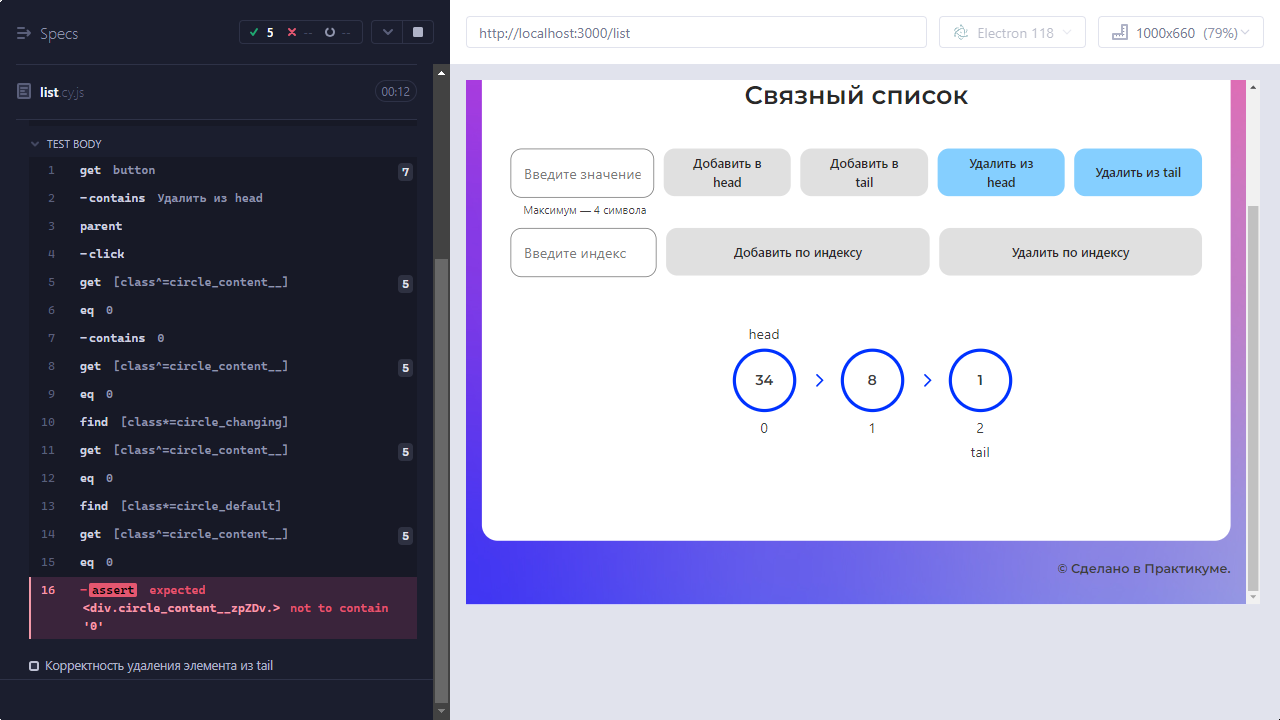 Specs
5
--
--
list.cy.js
00:12
TEST BODY
1 get button 7
2 -contains Удалить из head
3 parent
4 -click
5 get [class^=circle_content__] 5
6 eq 0
7 -contains 0
8 get [class^=circle_content__] 5
9 eq 0
10 find [class*=circle_changing]
11 get [class^=circle_content__] 5
12 eq 0
13 find [class*=circle_default]
14 get [class^=circle_content__] 5
15 eq 0
16 -assert expected
<div.circle_content__zpZDv.> not to contain
'0'
Корректность удаления элемента из tail
http://localhost:3000/list
Electron 118
1000x660 (79%)
Связный список
Введите значение
Добавить в
head
Добавить в
tail
Удалить из
head
Удалить из tail
Максимум — 4 символа
Введите индекс
Добавить по индексу
Удалить по индексу
head
34
8
1
0
1
2
tail
© Сделано в Практикуме.